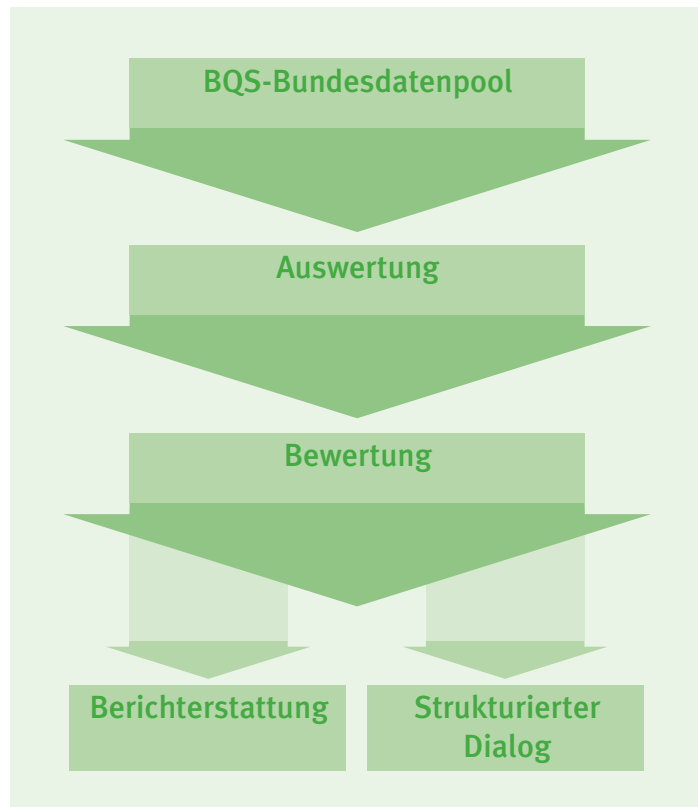 BQS-Bundesdatenpool
Auswertung
Bewertung
Berichterstattung
Strukturierter
Dialog